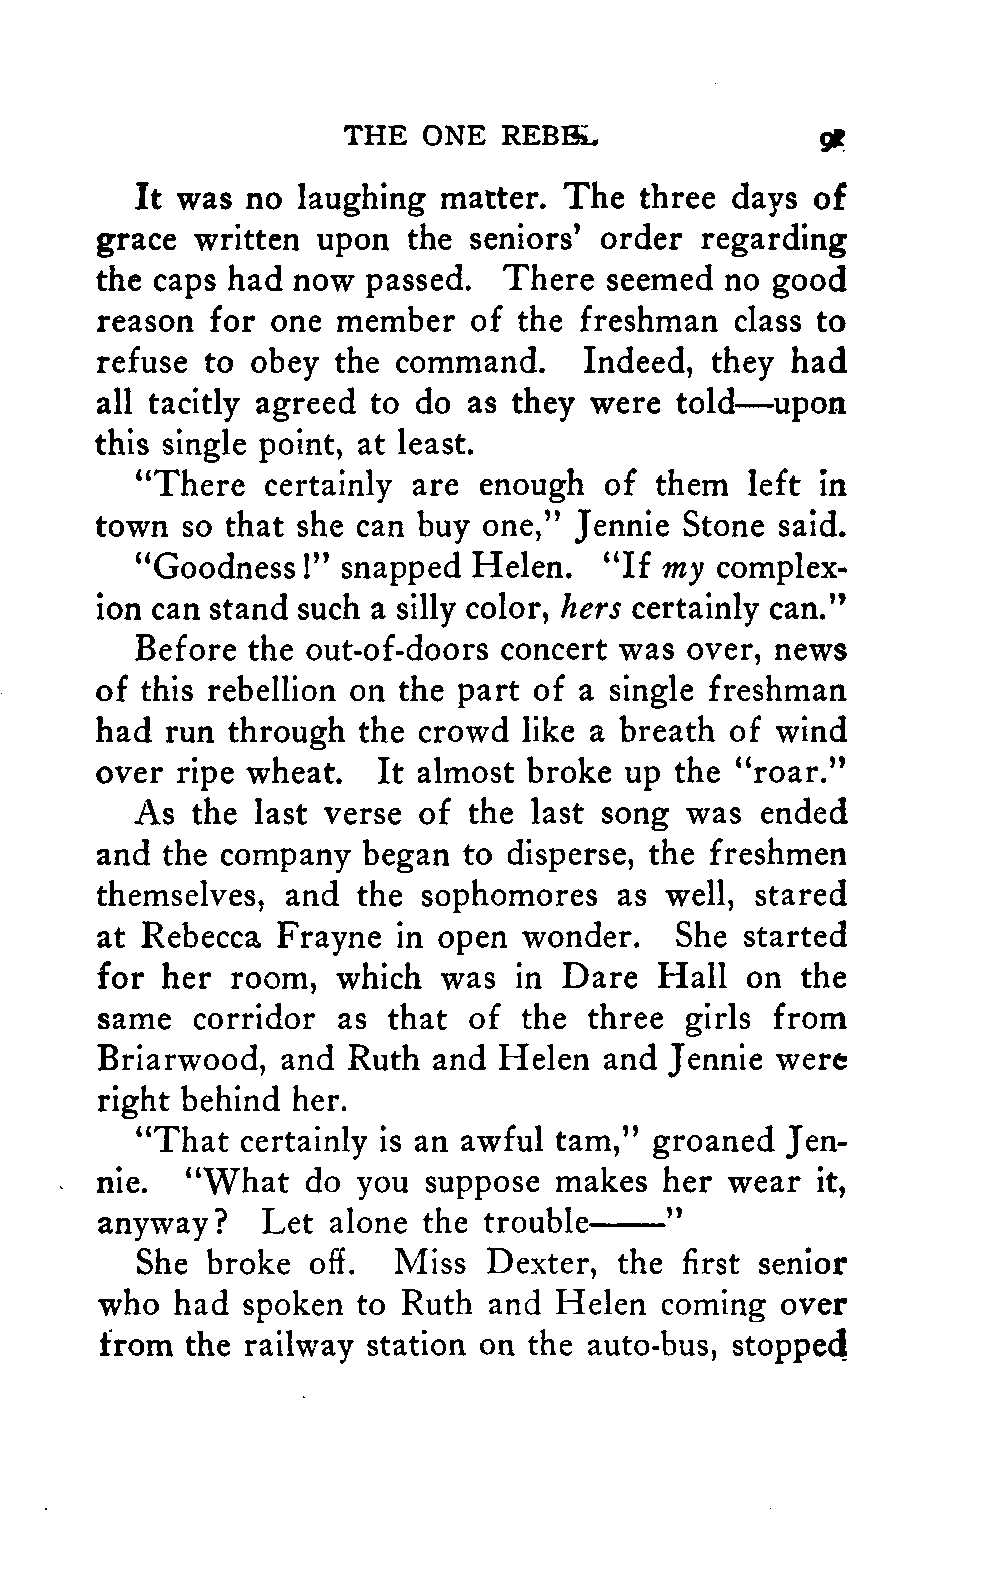 THE ONE REBEL
It was no laughing matter. The three days of
grace written upon the seniors' order regarding
the caps had now passed. There seemed no good
reason for one member of the freshman class to
refuse to obey the command. Indeed, they had
all tacitly agreed to do as they were told—upon
this single point, at least.
"There certainly are enough of them left in
town so that she can buy one," Jennie Stone said.
"Goodness!" snapped Helen. "If my complex-
ion can stand such a silly color, hers certainly can."
Before the out-of-doors concert was over, news
of this rebellion on the part of a single freshman
had run through the crowd like a breath of wind
over ripe wheat. It almost broke up the "roar."
As the last verse of the last song was ended
and the company began to disperse, the freshmen
themselves, and the sophomores as well, stared
at Rebecca Frayne in open wonder. She started
for her room, which was in Dare Hall on the
same corridor as that of the three girls from
Briarwood, and Ruth and Helen and Jennie were
right behind her.
"That certainly is an awful tam," groaned Jen-
nie. "What do you suppose makes her wear it,
anyway? Let alone the trouble——"
She broke off. Miss Dexter, the first senior
who had spoken to Ruth and Helen coming over
from the railway station on the auto-bus, stopped